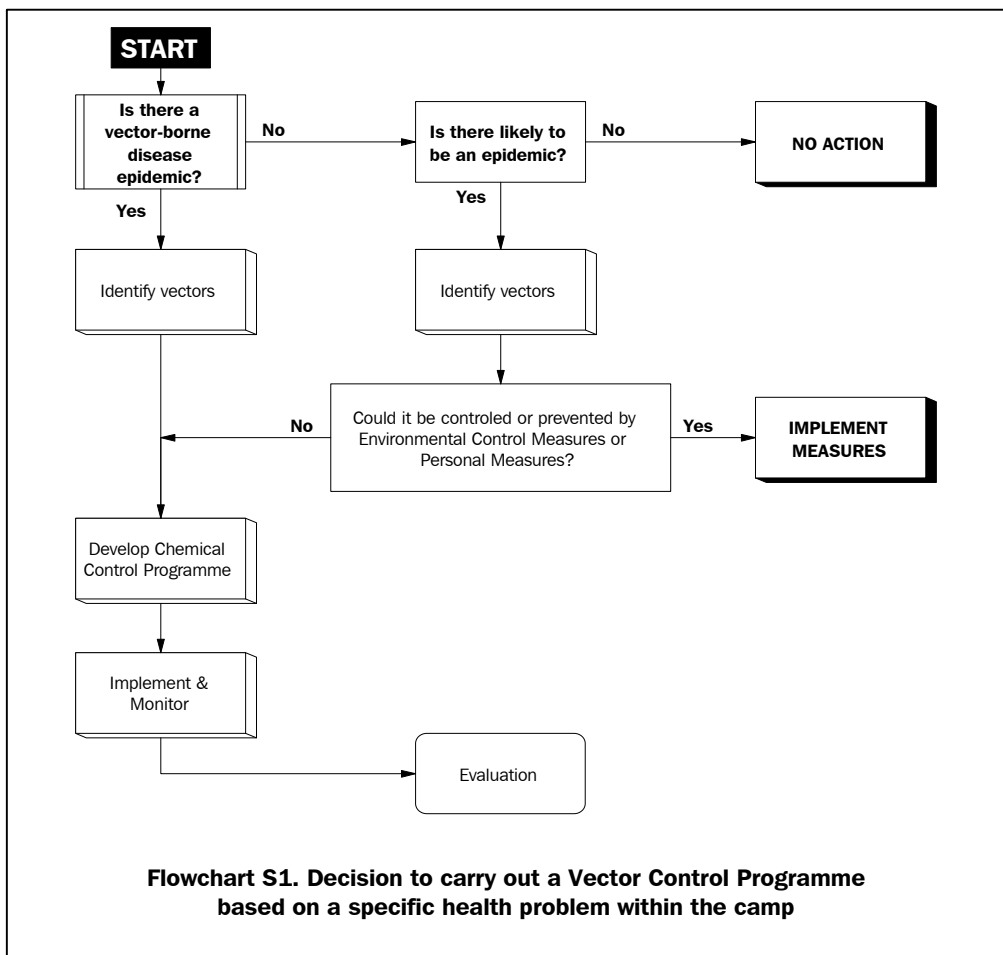 START
Is there a
vector-borne
disease
epidemic?
No
Is there likely to
be an epidemic?
No
NO ACTION
Yes
Yes
Identify vectors
Identify vectors
No
Could it be controled or prevented by
Environmental Control Measures or
Personal Measures?
Yes
IMPLEMENT
MEASURES
Develop Chemical
Control Programme
Implement &
Monitor
Evaluation
Flowchart S1. Decision to carry out a Vector Control Programme
based on a specific health problem within the camp